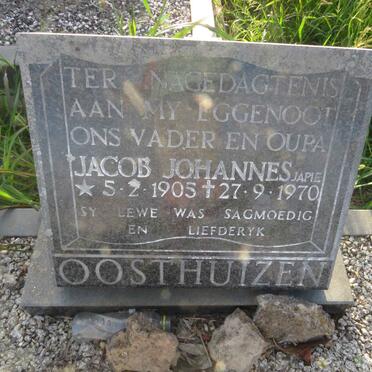 TER NAGEDAGTENIS
AAN MY EGGENOOT
ONS VADER EN OUPA
JACOB JOHANNES JAPIE
★ 5·2·1905 ✝ 27·9·1970
SY LEWE WAS SAGMOEDIG
EN LIEFDERYK
OOSTHUIZEN